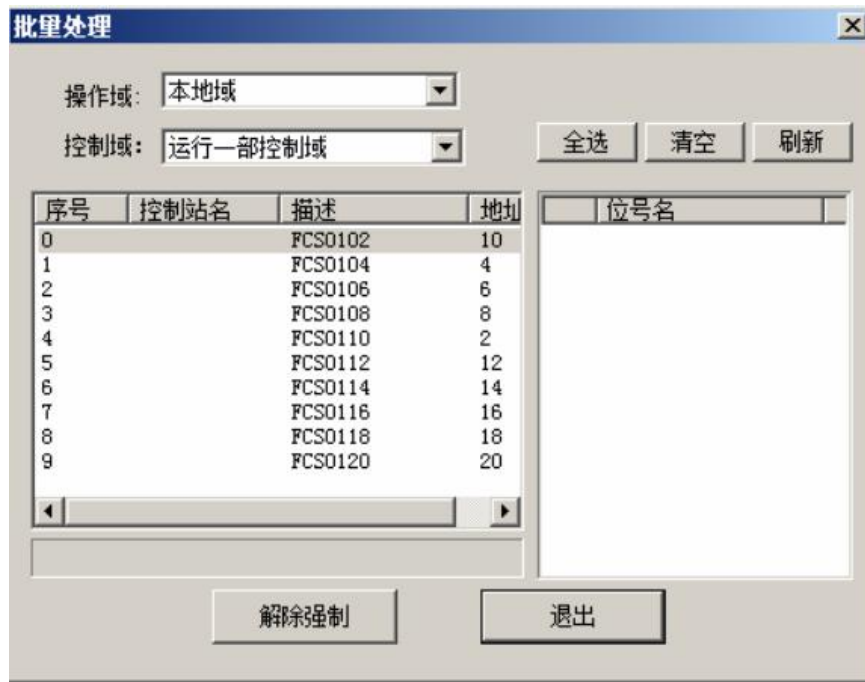 批里处理
操作域: 本地域
控制域: 运行一部控制域
全选 清空 刷新
序号 控制站名 描述 地址
位号名
0 FCS0102 10
1 FCS0104 4
2 FCS0106 6
3 FCS0108 8
4 FCS0110 2
5 FCS0112 12
6 FCS0114 14
7 FCS0116 16
8 FCS0118 18
9 FCS0120 20
解除强制 退出